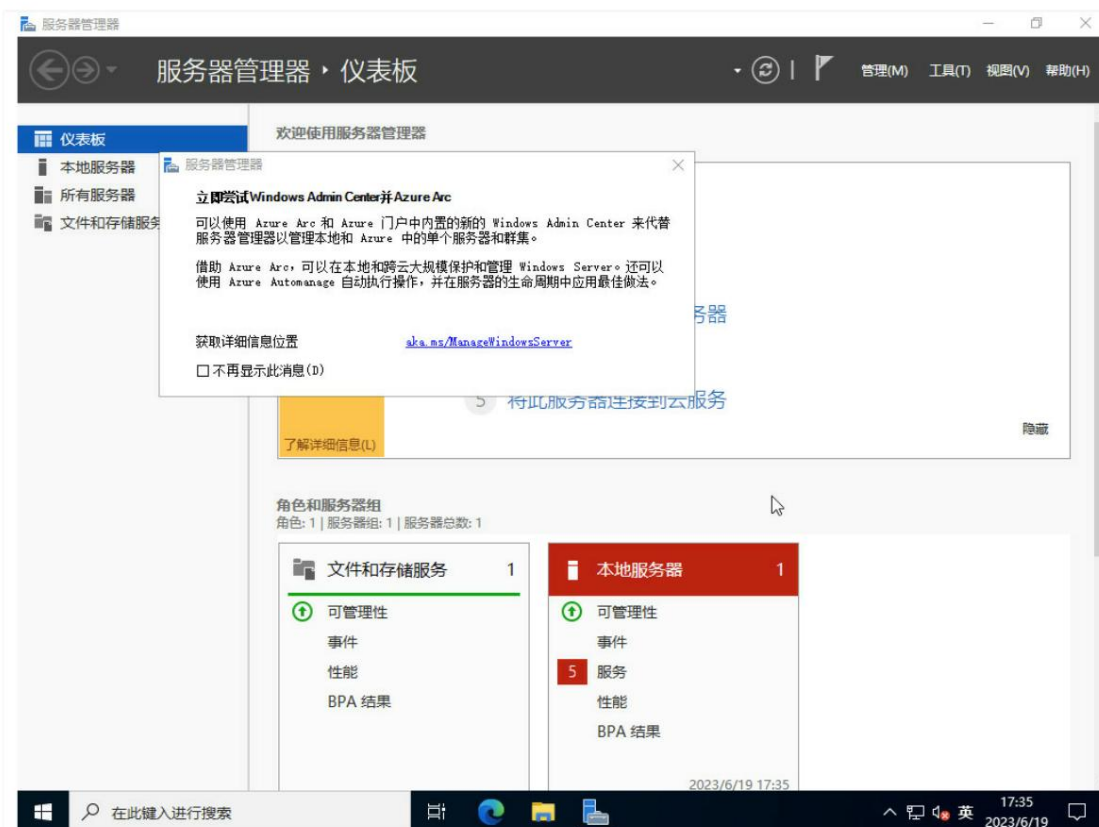 服务器管理器
服务器管理器 · 仪表板
管理(M) 工具(T) 视图(V) 帮助(H)
仪表板
本地服务器
所有服务器
文件和存储服务
欢迎使用服务器管理器
服务器管理器
立即尝试Windows Admin Center并Azure Arc
可以使用 Azure Arc 和 Azure 门户中内置的新的 Windows Admin Center 来代替
服务器管理器以管理本地和 Azure 中的单个服务器和群集。
借助 Azure Arc，可以在本地和跨云大规模保护和管理 Windows Server。还可以
使用 Azure Automanage 自动执行操作，并在服务器的生命周期中应用最佳做法。
获取详细信息位置 aka.ms/ManageWindowsServer
不再显示此消息(D)
务器
5 将此服务器连接到云服务
了解详细信息(L)
隐藏
角色和服务器组
角色: 1 | 服务器组: 1 | 服务器总数: 1
文件和存储服务 1
可管理性
事件
性能
BPA 结果
本地服务器 1
可管理性
事件
5 服务
性能
BPA 结果
2023/6/19 17:35
在此键入进行搜索
英
17:35
2023/6/19